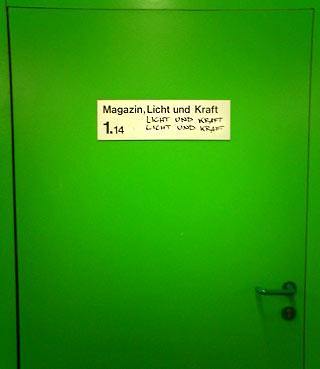 Magazin, Licht und Kraft
LICHT UND KRAFT
1.14 LICHT UND KRAFT